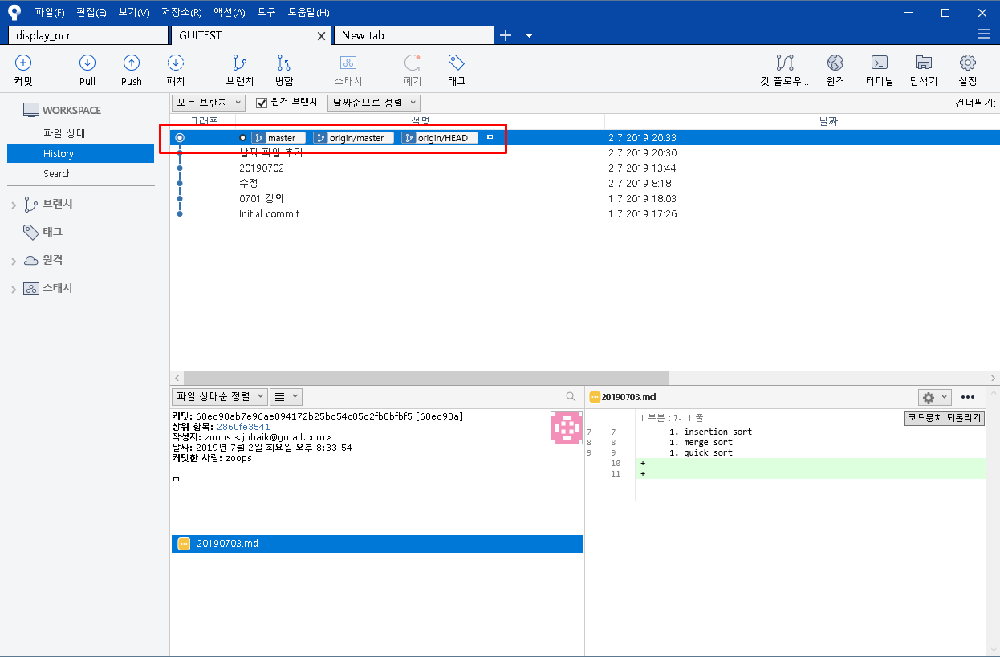 파일(F) 편집(E) 보기(V) 저장소(R) 액션(A) 도구 도움말(H)
display_ocr GUITEST New tab
커밋 Pull Push 패치 브랜치 병합 스태시 폐기 태그 깃 플로우... 원격 터미널 탐색기 설정
WORKSPACE
파일 상태
History
Search
브랜치
태그
원격
스태시
모든 브랜치 원격 브랜치 날짜순으로 정렬 건너뛰기:
그래프 설명 날짜
master origin/master origin/HEAD ㅁ 2 7 2019 20:33
날짜 파일 추가 2 7 2019 20:30
20190702 2 7 2019 13:44
수정 2 7 2019 8:18
0701 강의 1 7 2019 18:03
Initial commit 1 7 2019 17:26
파일 상태순 정렬
커밋: 60ed98ab7e96ae094172b25bd54c85d2fb8bfbf5 [60ed98a]
상위 항목: 2860fe3541
작성자: zoops <jhbaik@gmail.com>
날짜: 2019년 7월 2일 화요일 오후 8:33:54
커밋한 사람: zoops
ㅁ
20190703.md
20190703.md
1 부분 : 7-11 줄 코드뭉치 되돌리기
7 7 1. insertion sort
8 8 1. merge sort
9 9 1. quick sort
10 +
11 +